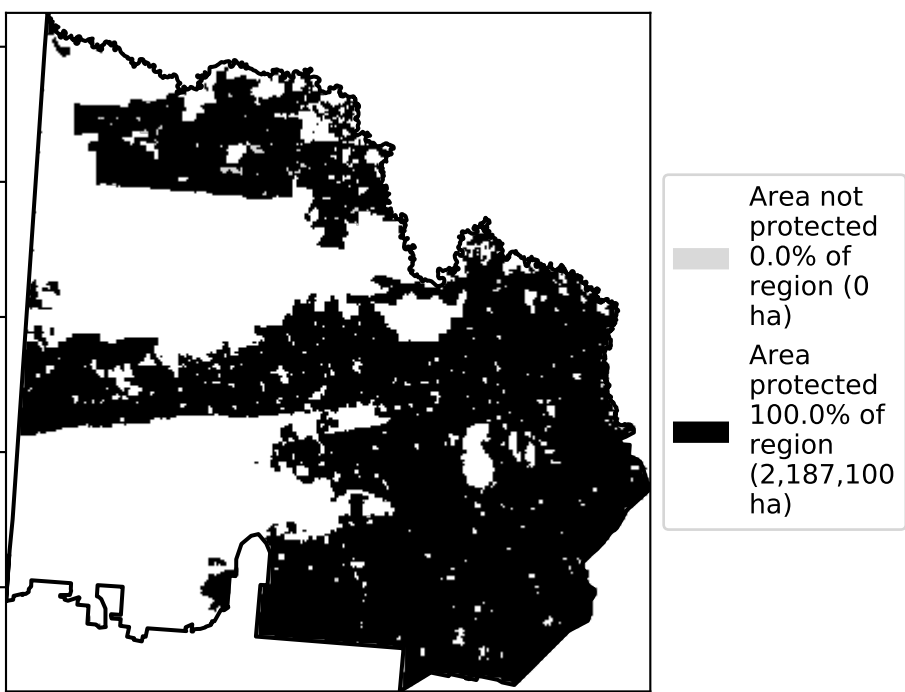 Area not
protected
0.0% of
region (0
ha)
Area
protected
100.0% of
region
(2,187,100
ha)